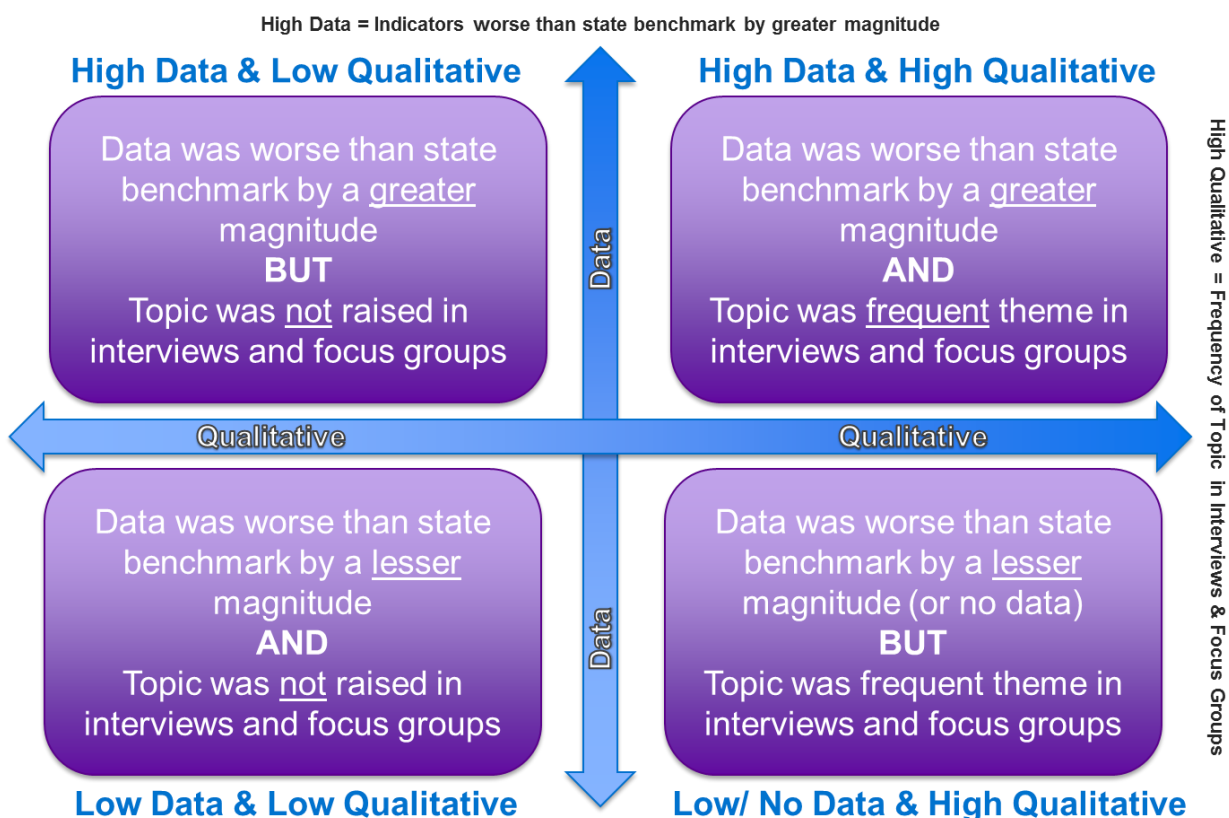 High Data = Indicators worse than state benchmark by greater magnitude
High Data & Low Qualitative
Data was worse than state
benchmark by a greater
magnitude
BUT
Topic was not raised in
interviews and focus groups
High Data & High Qualitative
Data was worse than state
benchmark by a greater
magnitude
AND
Topic was frequent theme in
interviews and focus groups
High Qualitative = Frequency of Topic in Interviews & Focus Groups
Data
Qualitative
Qualitative
Data
Data was worse than state
benchmark by a lesser
magnitude
AND
Topic was not raised in
interviews and focus groups
Low Data & Low Qualitative
Data was worse than state
benchmark by a lesser
magnitude (or no data)
BUT
Topic was frequent theme in
interviews and focus groups
Low/ No Data & High Qualitative